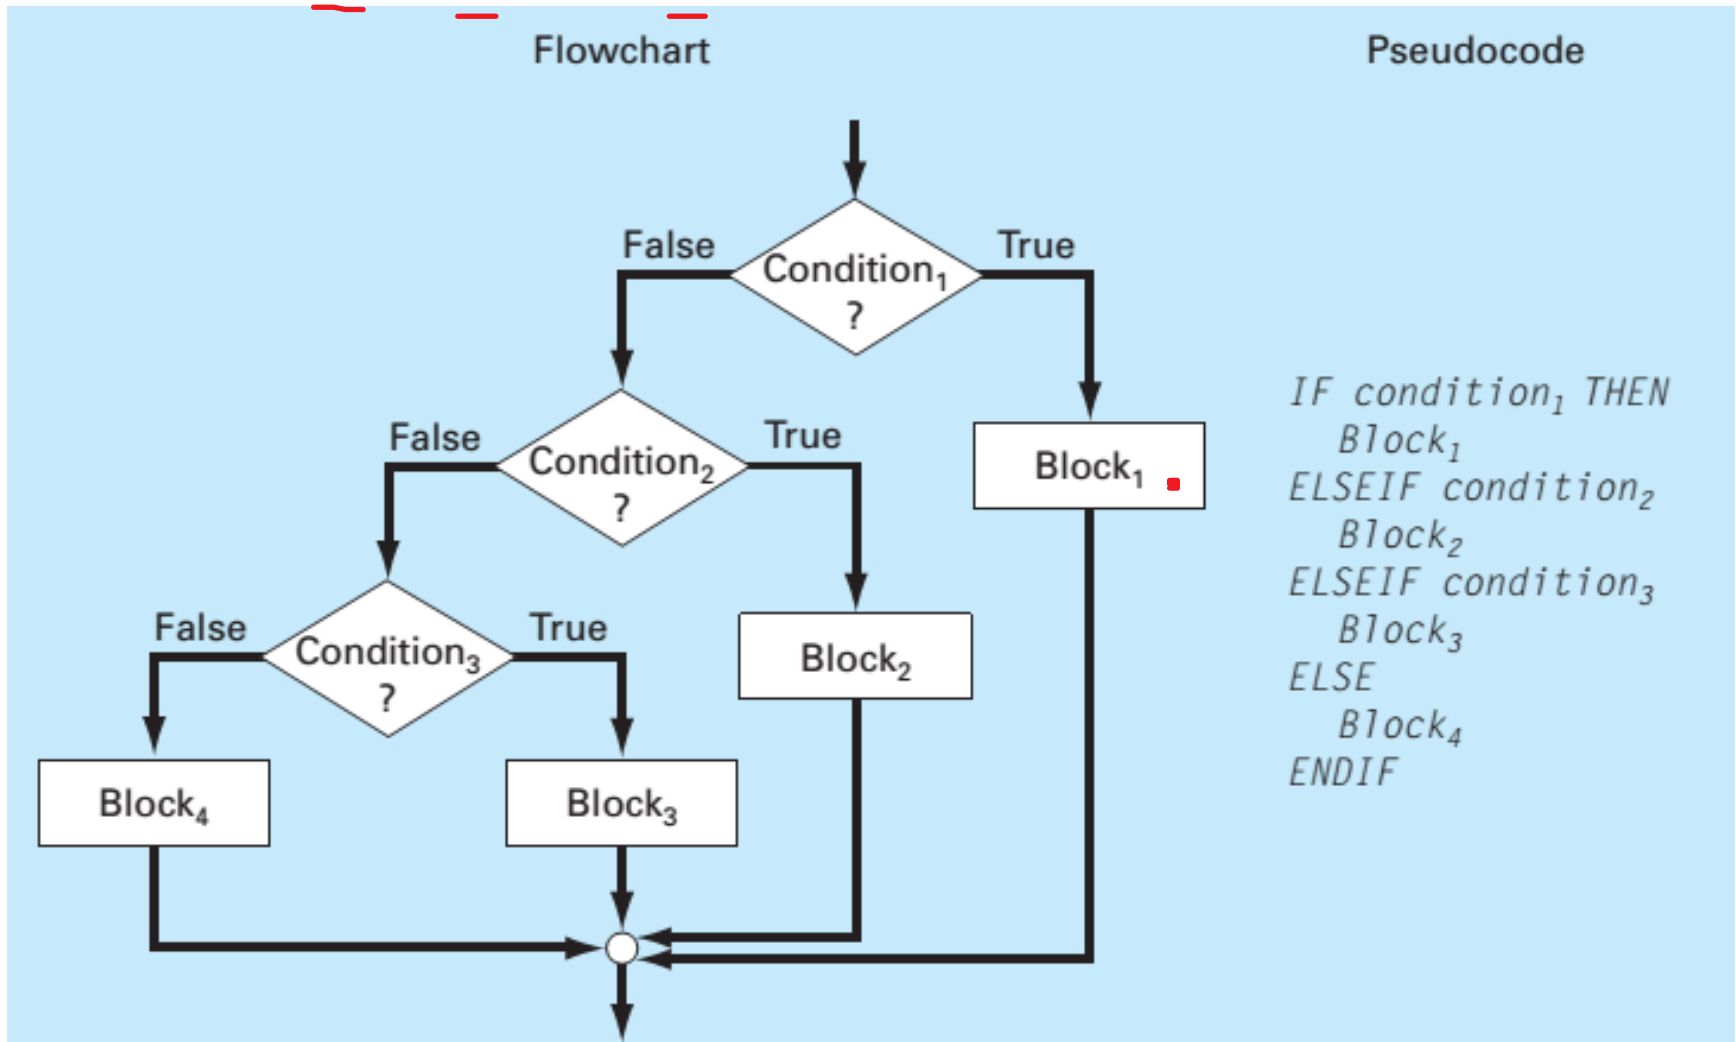 Flowchart
Pseudocode
False
True
Condition₁
?
False
True
Condition₂
?
Block₁
False
True
Condition₃
?
Block₂
Block₄
Block₃
IF condition₁ THEN
Block₁
ELSEIF condition₂
Block₂
ELSEIF condition₃
Block₃
ELSE
Block₄
ENDIF